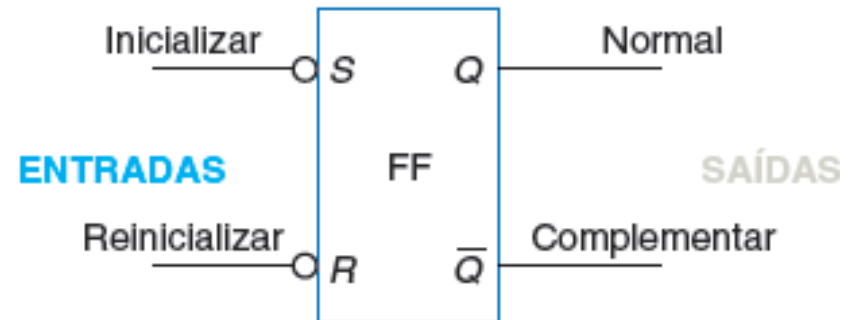 Inicializar Normal
S Q
ENTRADAS FF SAÍDAS
Reinicializar Complementar
R Q̅